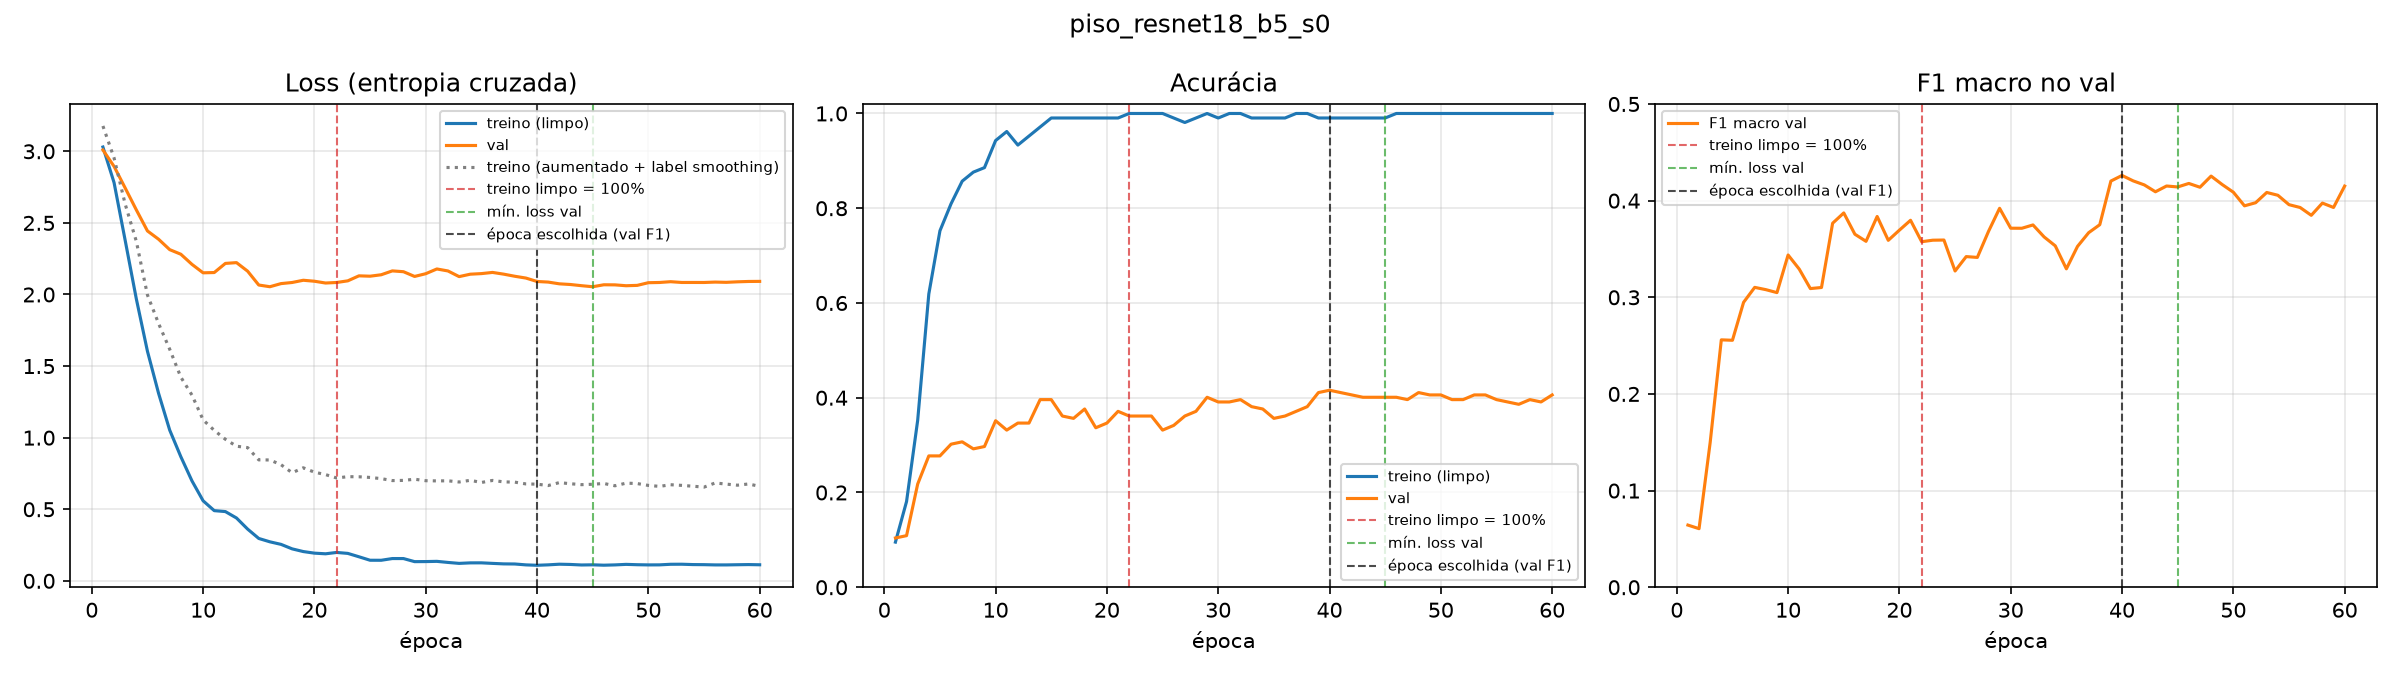 piso_resnet18_b5_s0
Loss (entropia cruzada)
3.0
2.5
2.0
1.5
1.0
0.5
0.0
0 10 20 30 40 50 60
época
treino (limpo)
val
treino (aumentado + label smoothing)
treino limpo = 100%
mín. loss val
época escolhida (val F1)
Acurácia
1.0
0.8
0.6
0.4
0.2
0.0
0 10 20 30 40 50 60
época
treino (limpo)
val
treino limpo = 100%
mín. loss val
época escolhida (val F1)
F1 macro no val
0.5
0.4
0.3
0.2
0.1
0.0
0 10 20 30 40 50 60
época
F1 macro val
treino limpo = 100%
mín. loss val
época escolhida (val F1)